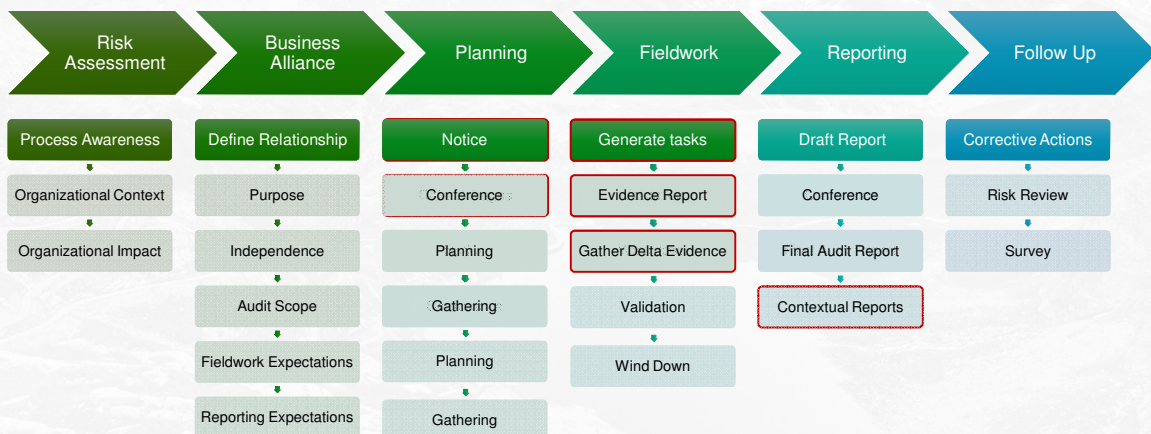 Risk
Assessment
Business
Alliance
Planning
Fieldwork
Reporting
Follow Up
Process Awareness
Organizational Context
Organizational Impact
Define Relationship
Purpose
Independence
Audit Scope
Fieldwork Expectations
Reporting Expectations
Notice
Conference
Planning
Gathering
Planning
Gathering
Generate tasks
Evidence Report
Gather Delta Evidence
Validation
Wind Down
Draft Report
Conference
Final Audit Report
Contextual Reports
Corrective Actions
Risk Review
Survey